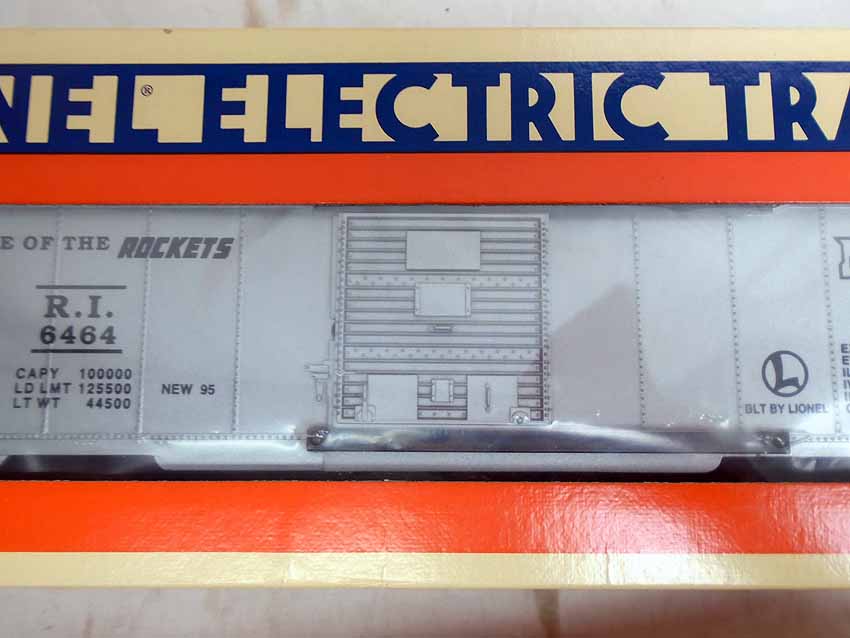 NEL® ELECTRIC TRA
E OF THE ROCKETS
R.I.
6464
CAPY 100000
LD LMT 125500
LT WT 44500
NEW 95
L
BLT BY LIONEL